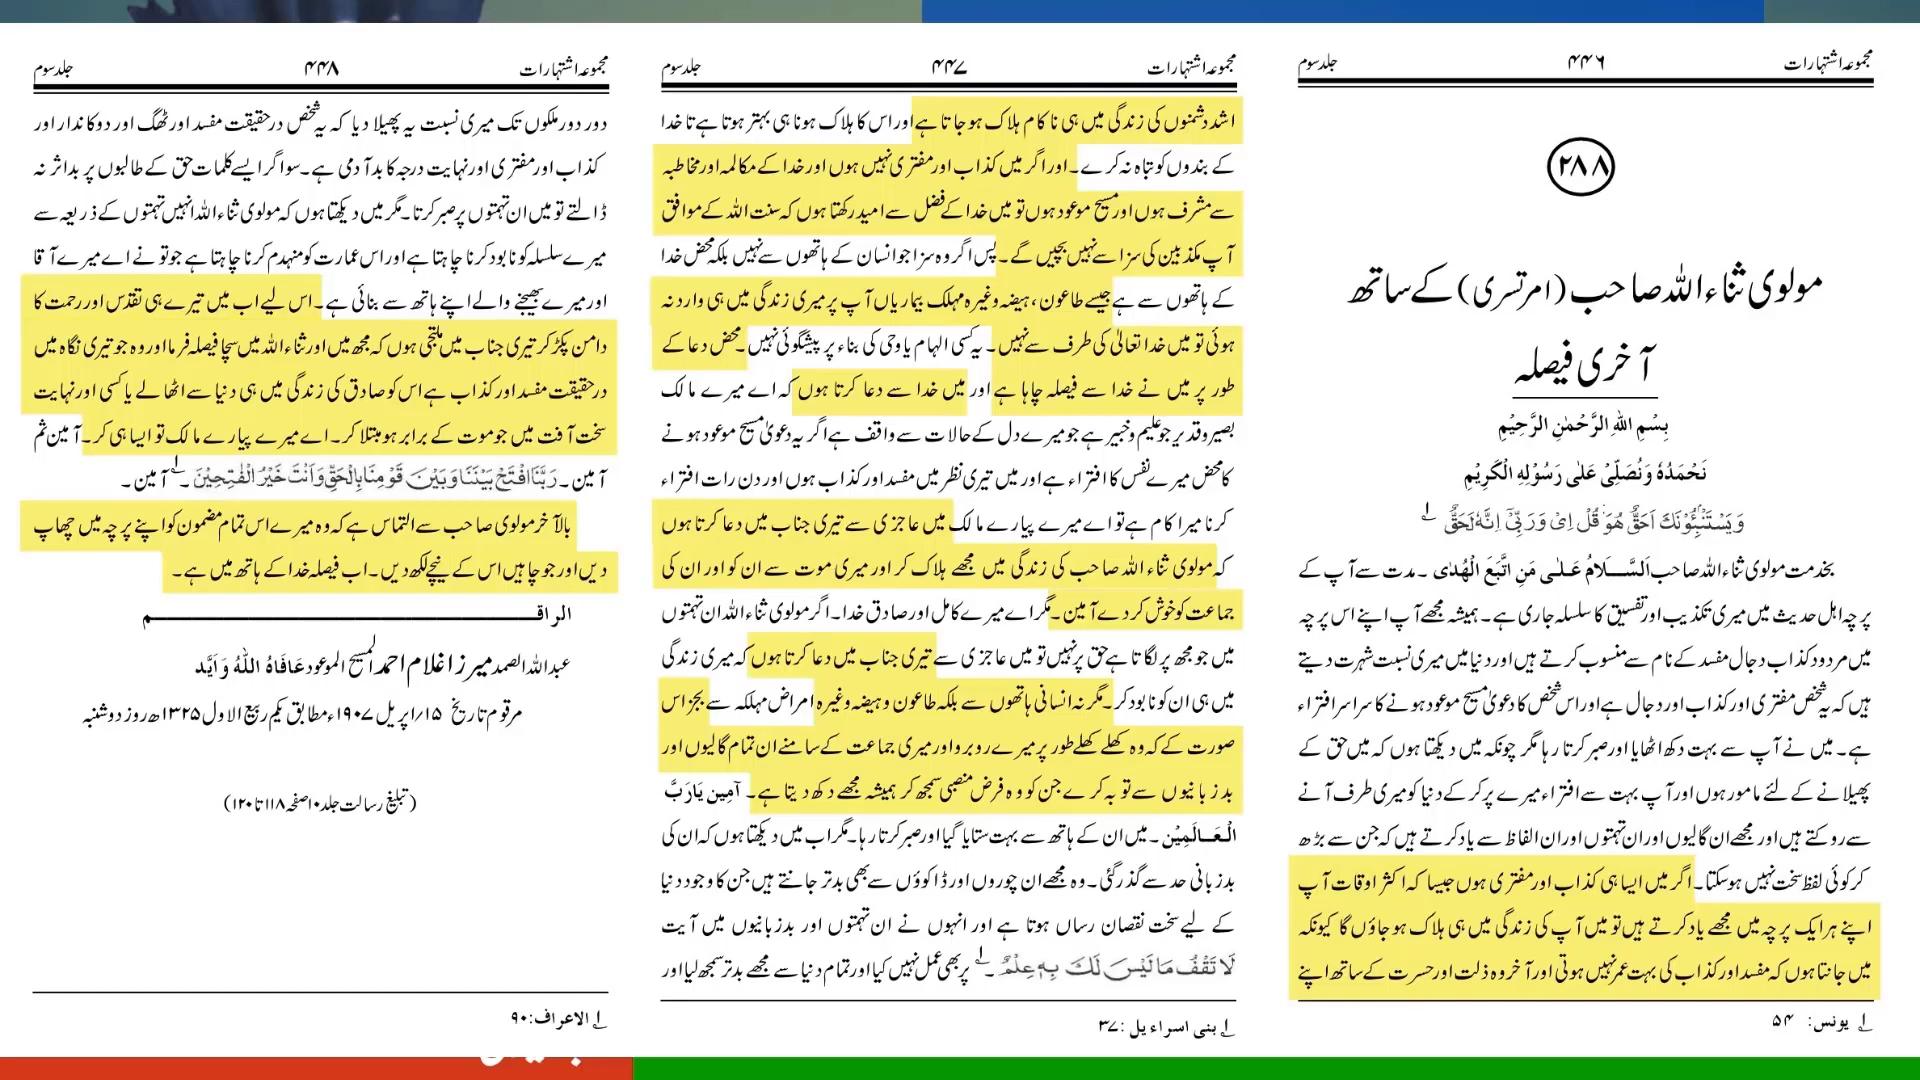 مجموعہ اشتہارات ۴۴۶ جلد سوم
۲۸۸
مولوی ثناء اللہ صاحب (امرتسری) کے ساتھ
آخری فیصلہ
بِسْمِ اللّٰهِ الرَّحْمٰنِ الرَّحِيْمِ
نَحْمَدُهٗ وَنُصَلِّيْ عَلٰى رَسُوْلِهِ الْكَرِيْمِ
وَيَسْتَنْۢبِـُٔوْنَكَ اَحَقٌّ هُوَ ؕ قُلْ اِيْ وَرَبِّيْۤ اِنَّهٗ لَحَقٌّ ۱؎
بخدمت مولوی ثناء اللہ صاحب اَلسَّلَامُ عَلٰى مَنِ اتَّبَعَ الْهُدٰى ۔ مدت سے آپ کے
پرچہ اہل حدیث میں میری تکذیب اور تفسیق کا سلسلہ جاری ہے۔ ہمیشہ مجھے آپ اپنے اس پرچہ
میں مردود کذاب دجال مفسد کے نام سے منسوب کرتے ہیں اور دنیا میں میری نسبت شہرت دیتے
ہیں کہ یہ شخص مفتری اور کذاب اور دجال ہے اور اس شخص کا دعویٰ مسیح موعود ہونے کا سراسر افتراء
ہے۔ میں نے آپ سے بہت دکھ اٹھایا اور صبر کرتا رہا مگر چونکہ میں دیکھتا ہوں کہ میں حق کے
پھیلانے کے لئے مامور ہوں اور آپ بہت سے افتراء میرے پر کر کے دنیا کو میری طرف آنے
سے روکتے ہیں اور مجھے ان گالیوں اور ان تہمتوں اور ان الفاظ سے یاد کرتے ہیں کہ جن سے بڑھ
کر کوئی لفظ سخت نہیں ہو سکتا۔ اگر میں ایسا ہی کذاب اور مفتری ہوں جیسا کہ اکثر اوقات آپ
اپنے ہر ایک پرچہ میں مجھے یاد کرتے ہیں تو میں آپ کی زندگی میں ہی ہلاک ہو جاؤں گا کیونکہ
میں جانتا ہوں کہ مفسد اور کذاب کی بہت عمر نہیں ہوتی اور آخر وہ ذلت اور حسرت کے ساتھ اپنے
۱؎ یونس: ۵۴
مجموعہ اشتہارات ۴۴۷ جلد سوم
اشد دشمنوں کی زندگی میں ہی ناکام ہلاک ہو جاتا ہے اور اس کا ہلاک ہونا ہی بہتر ہوتا ہے تا خدا
کے بندوں کو تباہ نہ کرے۔ اور اگر میں کذاب اور مفتری نہیں ہوں اور خدا کے مکالمہ اور مخاطبہ
سے مشرف ہوں اور مسیح موعود ہوں تو میں خدا کے فضل سے امید رکھتا ہوں کہ سنت اللہ کے موافق
آپ مکذبین کی سزا سے نہیں بچیں گے۔ پس اگر وہ سزا جو انسان کے ہاتھوں سے نہیں بلکہ محض خدا
کے ہاتھوں سے ہے جیسے طاعون، ہیضہ وغیرہ مہلک بیماریاں آپ پر میری زندگی میں ہی وارد نہ
ہوئی تو میں خدا تعالیٰ کی طرف سے نہیں۔ یہ کسی الہام یا وحی کی بناء پر پیشگوئی نہیں۔ محض دعا کے
طور پر میں نے خدا سے فیصلہ چاہا ہے اور میں خدا سے دعا کرتا ہوں کہ اے میرے مالک
بصیر و قدیر جو علیم و خبیر ہے جو میرے دل کے حالات سے واقف ہے اگر یہ دعویٰ مسیح موعود ہونے
کا محض میرے نفس کا افتراء ہے اور میں تیری نظر میں مفسد اور کذاب ہوں اور دن رات افتراء
کرنا میرا کام ہے تو اے میرے پیارے مالک میں عاجزی سے تیری جناب میں دعا کرتا ہوں
کہ مولوی ثناء اللہ صاحب کی زندگی میں مجھے ہلاک کر اور میری موت سے ان کو اور ان کی
جماعت کو خوش کر دے آمین۔ مگر اے میرے کامل اور صادق خدا۔ اگر مولوی ثناء اللہ ان تہمتوں
میں جو مجھ پر لگاتا ہے حق پر نہیں تو میں عاجزی سے تیری جناب میں دعا کرتا ہوں کہ میری زندگی
میں ہی ان کو نابود کر۔ مگر نہ انسانی ہاتھوں سے بلکہ طاعون و ہیضہ وغیرہ امراض مہلکہ سے بجز اس
صورت کے کہ وہ کھلے کھلے طور پر میرے روبرو اور میری جماعت کے سامنے ان تمام گالیوں اور
بد زبانیوں سے توبہ کرے جن کو وہ فرض منصبی سمجھ کر ہمیشہ مجھے دکھ دیتا ہے۔ آمین یَا رَبَّ
الْعَالَمِیْن ۔ میں ان کے ہاتھ سے بہت ستایا گیا اور صبر کرتا رہا۔ مگر اب میں دیکھتا ہوں کہ ان کی
بدزبانی حد سے گذر گئی۔ وہ مجھے ان چوروں اور ڈاکوؤں سے بھی بدتر جانتے ہیں جن کا وجود دنیا
کے لیے سخت نقصان رساں ہوتا ہے اور انہوں نے ان تہمتوں اور بدزبانیوں میں آیت
لَا تَقْفُ مَا لَيْسَ لَكَ بِهٖ عِلْمٌ ۱؎ پر بھی عمل نہیں کیا اور تمام دنیا سے مجھے بدتر سمجھ لیا اور
۱؎ بنی اسراءیل: ۳۷
مجموعہ اشتہارات ۴۴۸ جلد سوم
دور دور ملکوں تک میری نسبت یہ پھیلا دیا کہ یہ شخص درحقیقت مفسد اور ٹھگ اور دوکاندار اور
کذاب اور مفتری اور نہایت درجہ کا بد آدمی ہے۔ سو اگر ایسے کلمات حق کے طالبوں پر بد اثر نہ
ڈالتے تو میں ان تہمتوں پر صبر کرتا۔ مگر میں دیکھتا ہوں کہ مولوی ثناء اللہ انہیں تہمتوں کے ذریعہ سے
میرے سلسلہ کو نابود کرنا چاہتا ہے اور اس عمارت کو منہدم کرنا چاہتا ہے جو تو نے اے میرے آقا
اور میرے بھیجنے والے اپنے ہاتھ سے بنائی ہے۔ اس لیے اب میں تیرے ہی تقدس اور رحمت کا
دامن پکڑ کر تیری جناب میں ملتجی ہوں کہ مجھ میں اور ثناء اللہ میں سچا فیصلہ فرما اور وہ جو تیری نگاہ میں
درحقیقت مفسد اور کذاب ہے اس کو صادق کی زندگی میں ہی دنیا سے اٹھا لے یا کسی اور نہایت
سخت آفت میں جو موت کے برابر ہو مبتلا کر۔ اے میرے پیارے مالک تو ایسا ہی کر۔ آمین ثم
آمین۔ رَبَّنَا افْتَحْ بَيْنَنَا وَبَيْنَ قَوْمِنَا بِالْحَقِّ وَاَنْتَ خَيْرُ الْفٰتِحِيْنَ ۱؎ ۔ آمین۔
بالآخر مولوی صاحب سے التماس ہے کہ وہ میرے اس تمام مضمون کو اپنے پرچہ میں چھاپ
دیں اور جو چاہیں اس کے نیچے لکھ دیں۔ اب فیصلہ خدا کے ہاتھ میں ہے۔
الراقم
عبداللہ الصمد میرزا غلام احمد المسیح الموعود عَافَاهُ اللّٰهُ وَ اَیَّد
مرقوم تاریخ ۱۵؍اپریل ۱۹۰۷ء مطابق یکم ربیع الاول ۱۳۲۵ھ روز دوشنبہ
(تبلیغ رسالت جلد ۱۰ صفحہ ۱۱۸ تا ۱۲۰)
۱؎ الاعراف: ۹۰